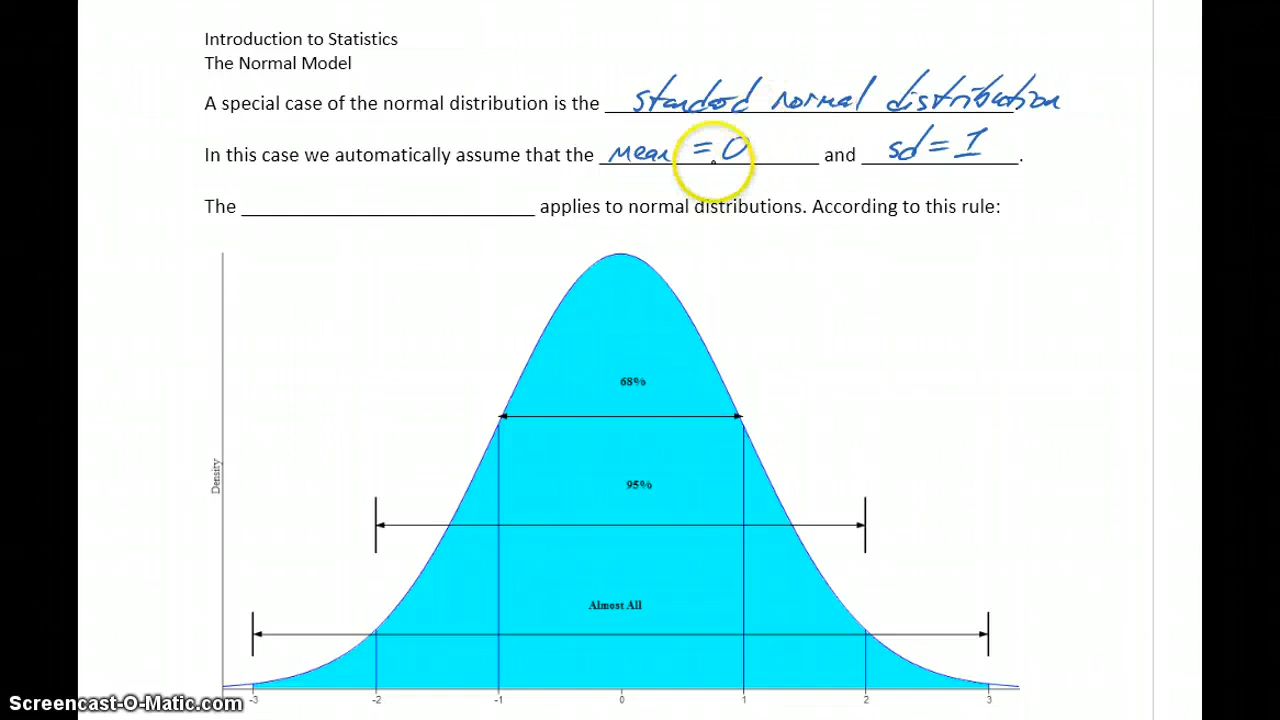 Introduction to Statistics
The Normal Model
A special case of the normal distribution is the standard normal distribution
In this case we automatically assume that the mean = 0 and sd = 1.
The ____________________________ applies to normal distributions. According to this rule:
68%
95%
Density
Almost All
-3 -2 -1 0 1 2 3
Screencast-O-Matic.com